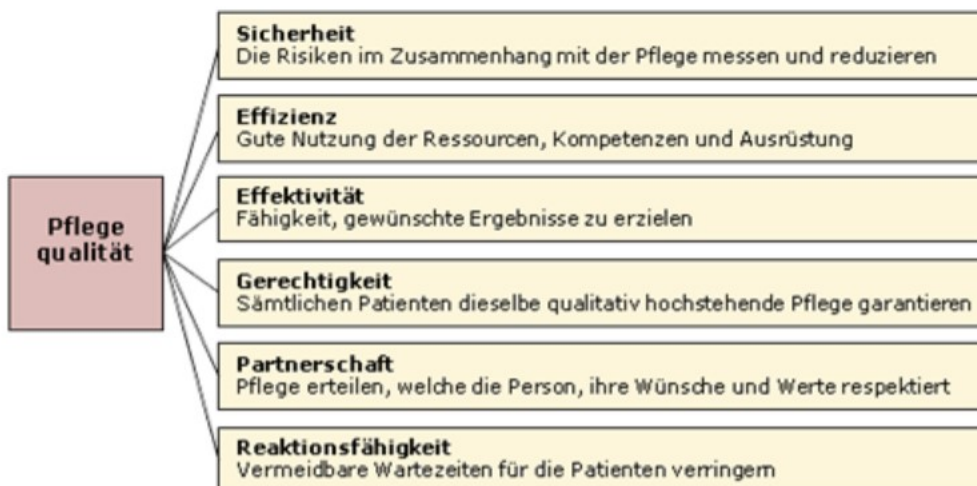 Pflege
qualität
Sicherheit
Die Risiken im Zusammenhang mit der Pflege messen und reduzieren
Effizienz
Gute Nutzung der Ressourcen, Kompetenzen und Ausrüstung
Effektivität
Fähigkeit, gewünschte Ergebnisse zu erzielen
Gerechtigkeit
Sämtlichen Patienten dieselbe qualitativ hochstehende Pflege garantieren
Partnerschaft
Pflege erteilen, welche die Person, ihre Wünsche und Werte respektiert
Reaktionsfähigkeit
Vermeidbare Wartezeiten für die Patienten verringern